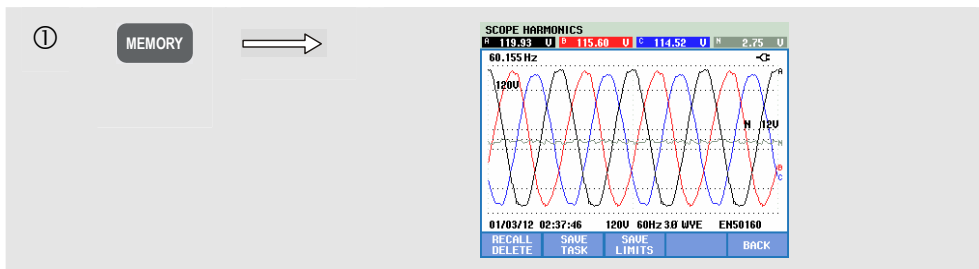 ①
MEMORY
SCOPE HARMONICS
A 119.93 V B 115.60 V C 114.52 V N 2.75 V
60.155 Hz
A
120V
N 12V
N
B
C
01/03/12 02:37:46 120V 60Hz 3Ø WYE EN50160
RECALL DELETE SAVE TASK SAVE LIMITS BACK